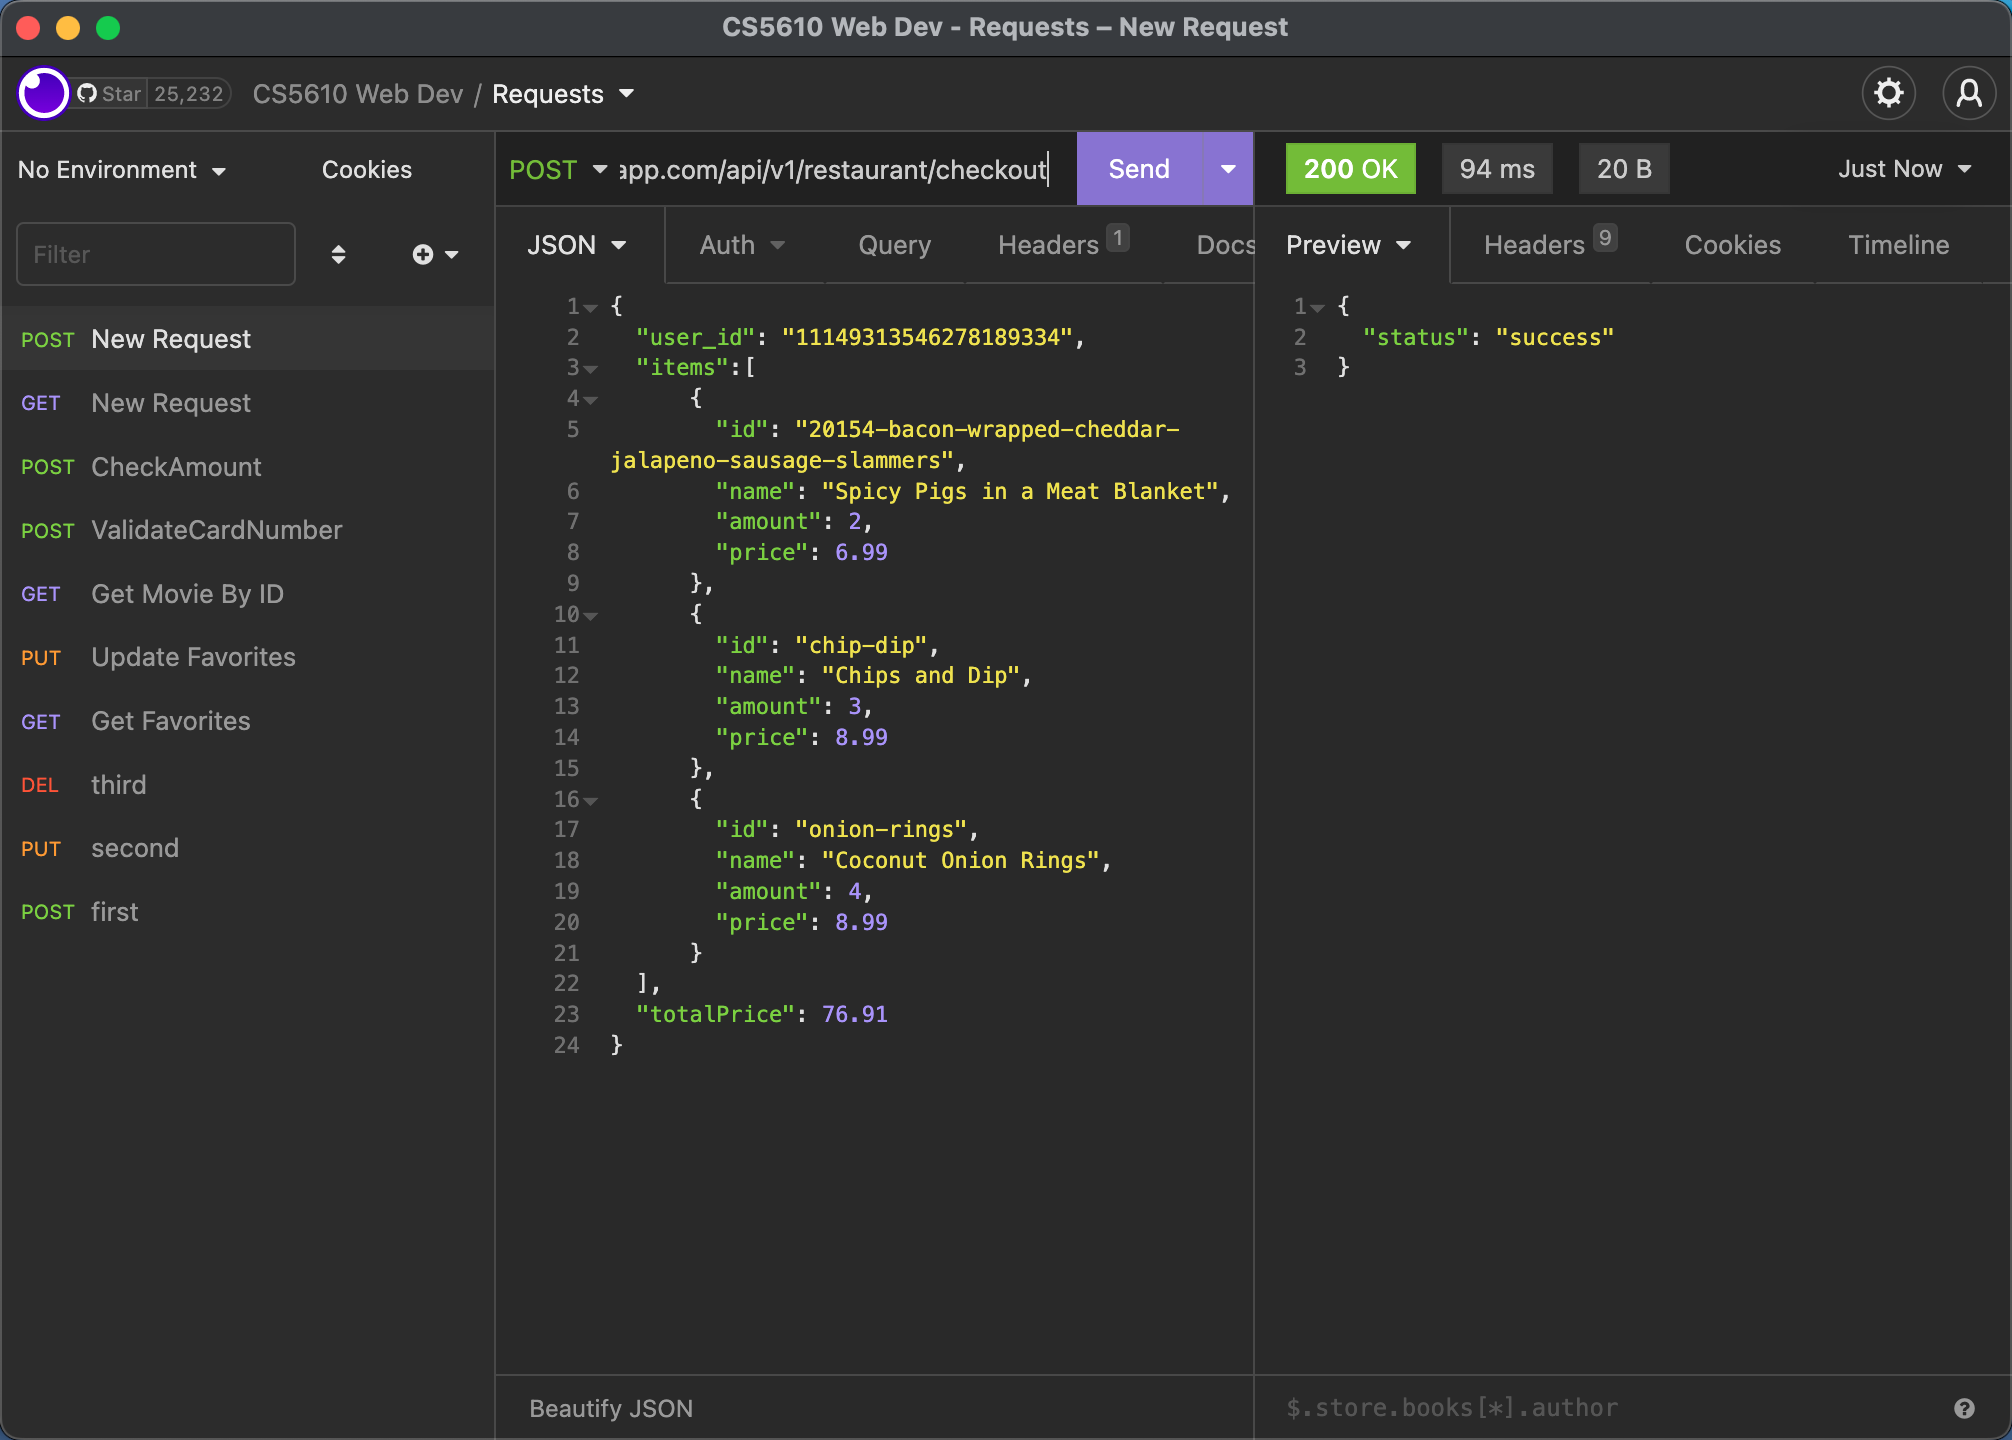 CS5610 Web Dev - Requests – New Request
Star 25,232 CS5610 Web Dev / Requests
No Environment Cookies
Filter
POST New Request
GET New Request
POST CheckAmount
POST ValidateCardNumber
GET Get Movie By ID
PUT Update Favorites
GET Get Favorites
DEL third
PUT second
POST first
POST app.com/api/v1/restaurant/checkout Send
JSON Auth Query Headers 1 Docs
1 {
2 "user_id": "11149313546278189334",
3 "items":[
4 {
5 "id": "20154-bacon-wrapped-cheddar-
jalapeno-sausage-slammers",
6 "name": "Spicy Pigs in a Meat Blanket",
7 "amount": 2,
8 "price": 6.99
9 },
10 {
11 "id": "chip-dip",
12 "name": "Chips and Dip",
13 "amount": 3,
14 "price": 8.99
15 },
16 {
17 "id": "onion-rings",
18 "name": "Coconut Onion Rings",
19 "amount": 4,
20 "price": 8.99
21 }
22 ],
23 "totalPrice": 76.91
24 }
Beautify JSON
200 OK 94 ms 20 B Just Now
Preview Headers 9 Cookies Timeline
1 {
2 "status": "success"
3 }
$.store.books[*].author ?